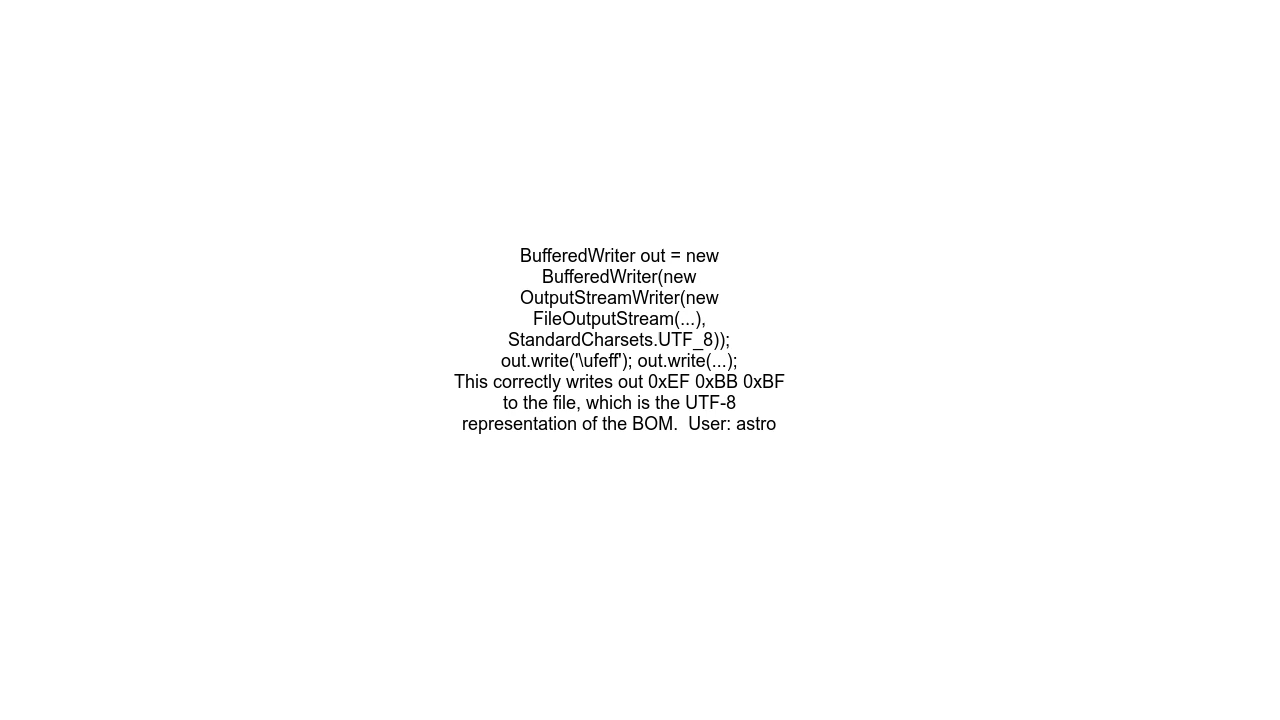 BufferedWriter out = new
BufferedWriter(new
OutputStreamWriter(new
FileOutputStream(...),
StandardCharsets.UTF_8));
out.write('\ufeff'); out.write(...);
This correctly writes out 0xEF 0xBB 0xBF
to the file, which is the UTF-8
representation of the BOM.  User: astro